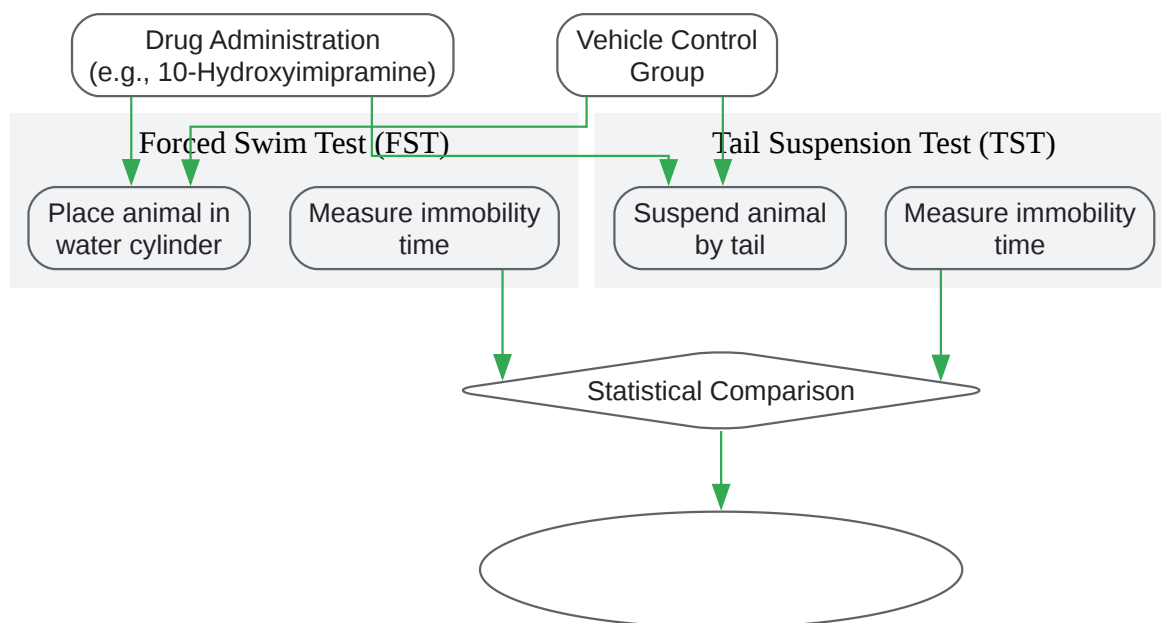 Drug Administration
(e.g., 10-Hydroxyimipramine)
Vehicle Control
Group
Forced Swim Test (FST)
Tail Suspension Test (TST)
Place animal in
water cylinder
Measure immobility
time
Suspend animal
by tail
Measure immobility
time
Statistical Comparison